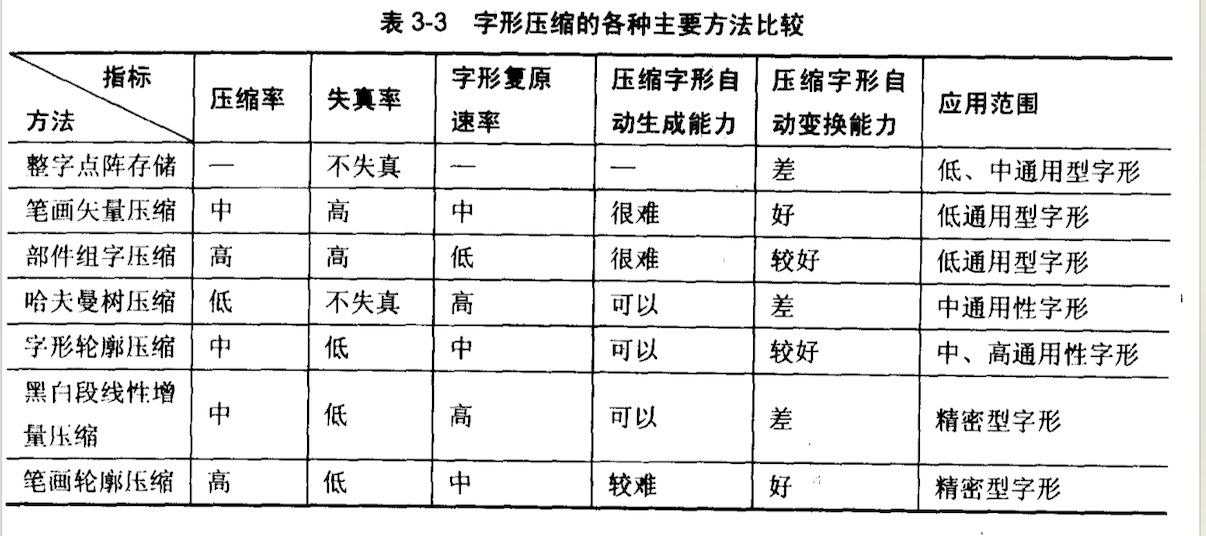 表 3-3 字形压缩的各种主要方法比较
指标
方法
压缩率
失真率
字形复原
速率
压缩字形自
动生成能力
压缩字形自
动变换能力
应用范围
整字点阵存储 — 不失真 — — 差 低、中通用型字形
笔画矢量压缩 中 高 中 很难 好 低通用型字形
部件组字压缩 高 高 低 很难 较好 低通用型字形
哈夫曼树压缩 低 不失真 高 可以 差 中通用性字形
字形轮廓压缩 中 低 中 可以 较好 中、高通用性字形
黑白段线性增
量压缩
中 低 高 可以 差 精密型字形
笔画轮廓压缩 高 低 中 较难 好 精密型字形